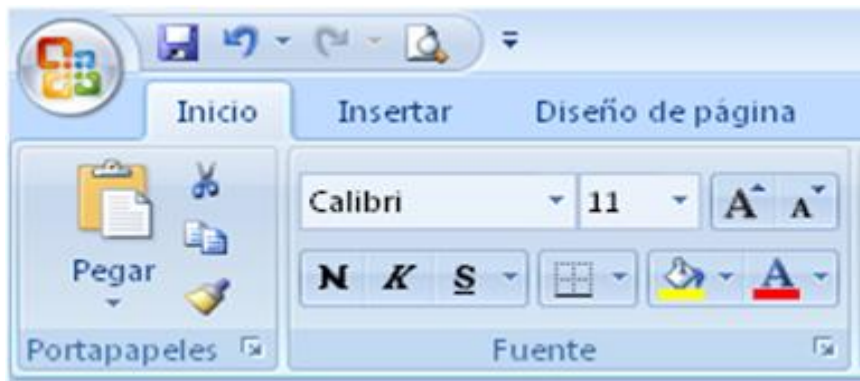 Inicio Insertar Diseño de página
Calibri 11 A A
Pegar N K S A
Portapapeles Fuente